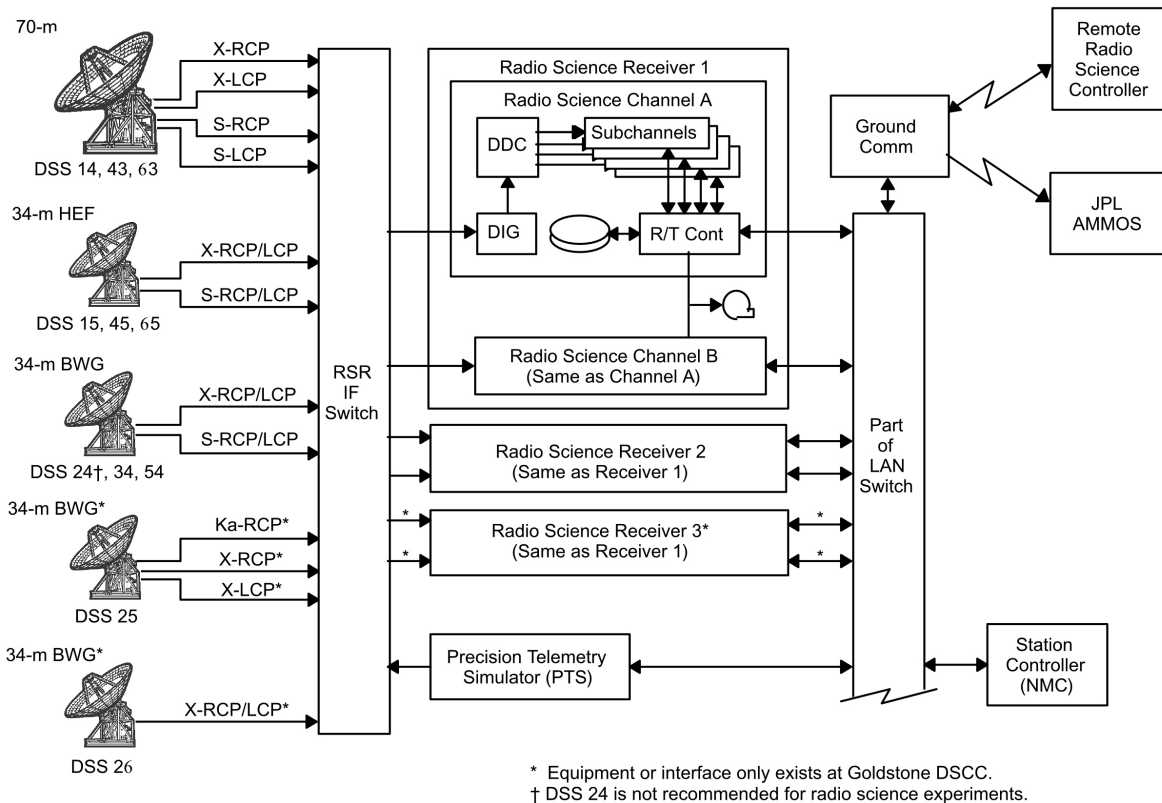 70-m
X-RCP
X-LCP
S-RCP
S-LCP
DSS 14, 43, 63
34-m HEF
X-RCP/LCP
S-RCP/LCP
DSS 15, 45, 65
34-m BWG
X-RCP/LCP
S-RCP/LCP
DSS 24†, 34, 54
34-m BWG*
Ka-RCP*
X-RCP*
X-LCP*
DSS 25
34-m BWG*
X-RCP/LCP*
DSS 26
RSR
IF
Switch
Radio Science Receiver 1
Radio Science Channel A
DDC
Subchannels
DIG
R/T Cont
Radio Science Channel B
(Same as Channel A)
Radio Science Receiver 2
(Same as Receiver 1)
*
*
Radio Science Receiver 3*
(Same as Receiver 1)
*
*
Precision Telemetry
Simulator (PTS)
Part
of
LAN
Switch
Ground
Comm
Remote
Radio
Science
Controller
JPL
AMMOS
Station
Controller
(NMC)
* Equipment or interface only exists at Goldstone DSCC.
† DSS 24 is not recommended for radio science experiments.